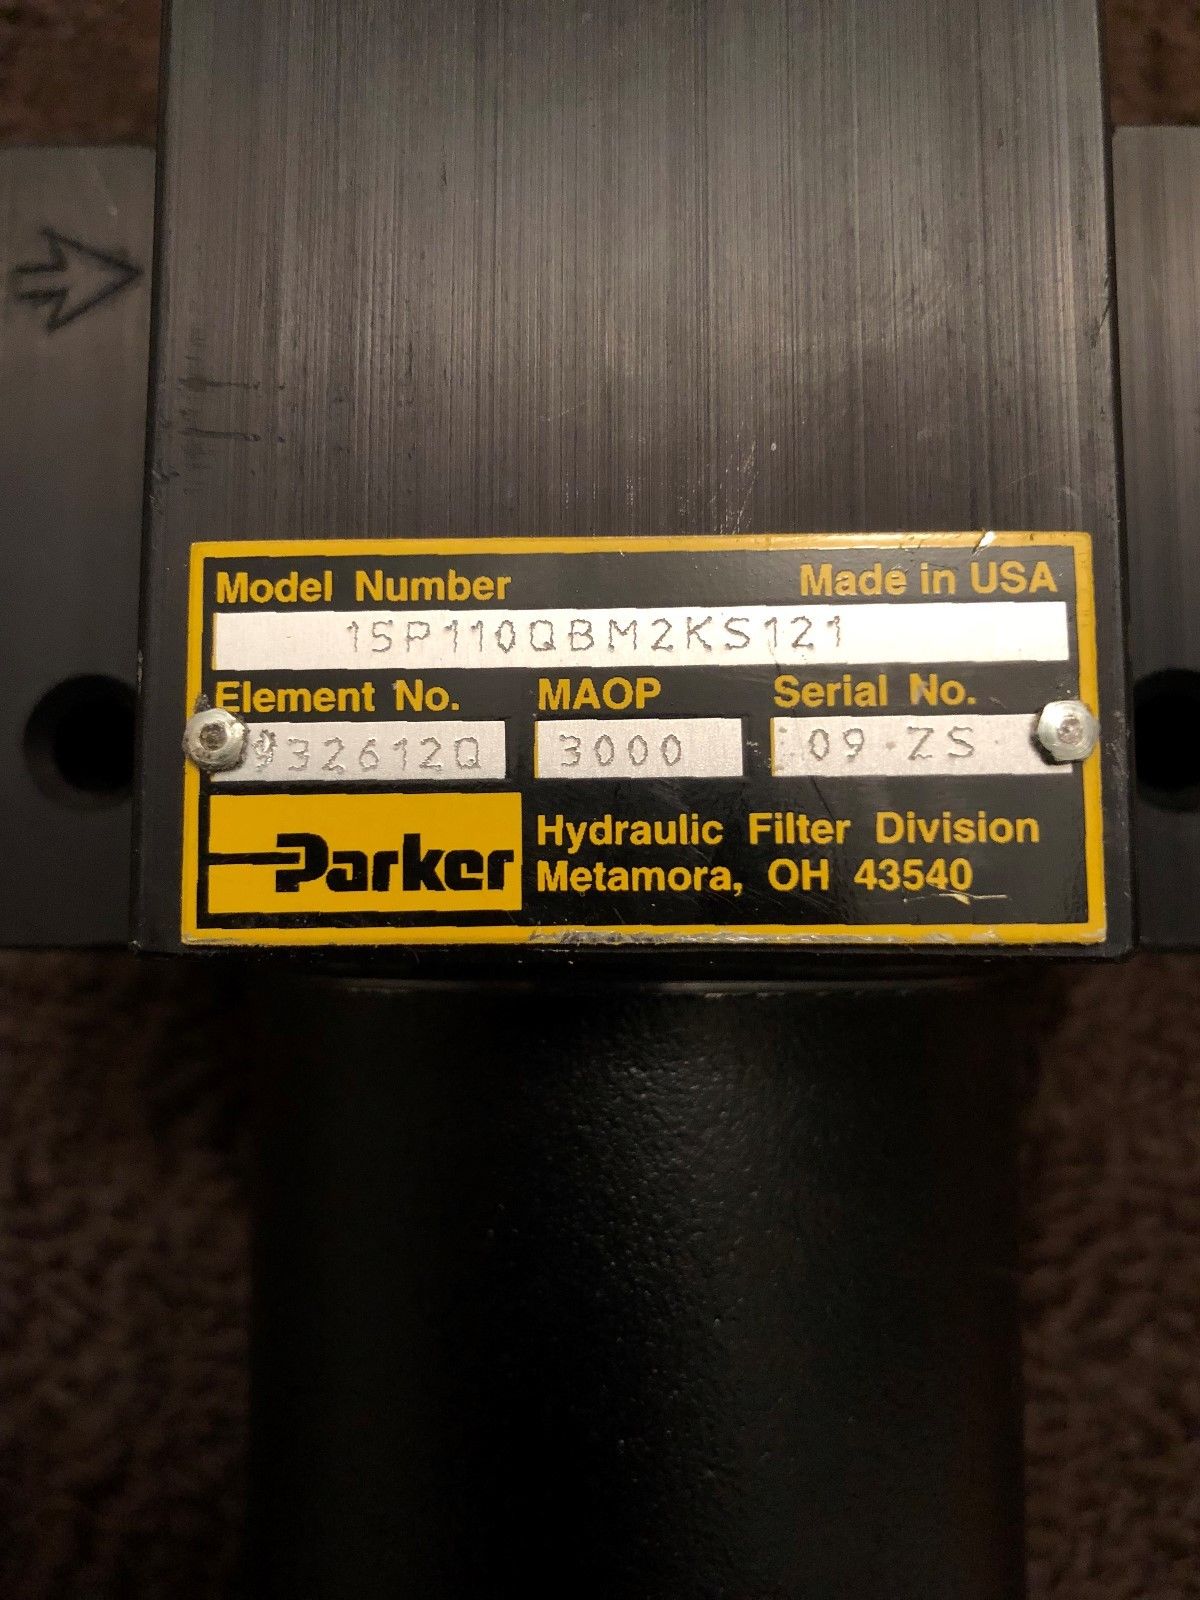 Model Number Made in USA
15P110QBM2KS121
Element No. MAOP Serial No.
932612Q 3000 09 ZS
Parker
Hydraulic Filter Division
Metamora, OH 43540